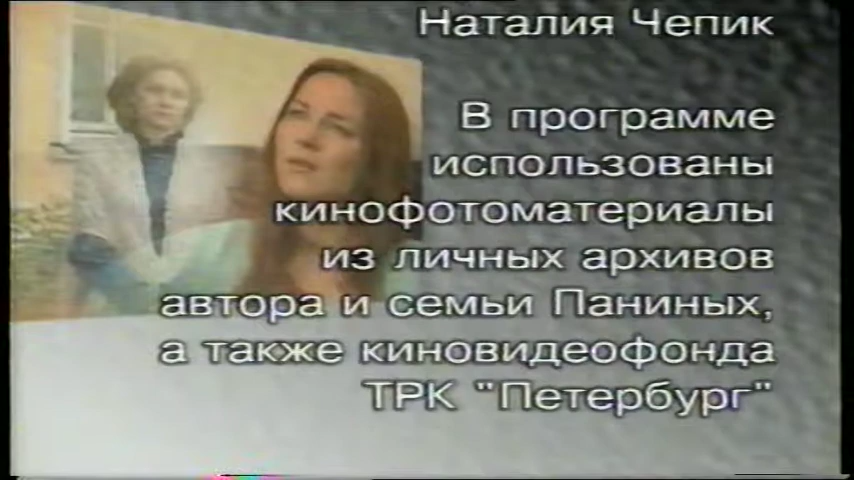 Наталия Чепик
В программе
использованы
кинофотоматериалы
из личных архивов
автора и семьи Паниных,
а также киновидеофонда
ТРК "Петербург"